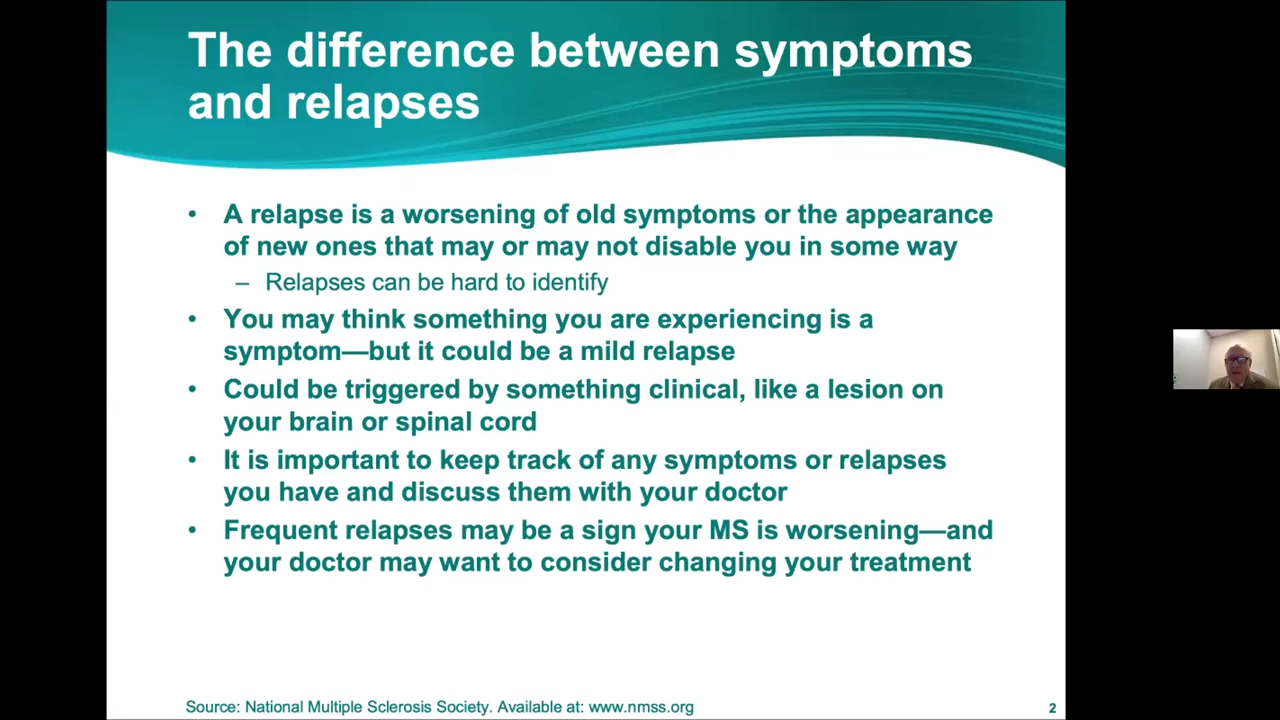 The difference between symptoms
and relapses
• A relapse is a worsening of old symptoms or the appearance
of new ones that may or may not disable you in some way
– Relapses can be hard to identify
• You may think something you are experiencing is a
symptom—but it could be a mild relapse
• Could be triggered by something clinical, like a lesion on
your brain or spinal cord
• It is important to keep track of any symptoms or relapses
you have and discuss them with your doctor
• Frequent relapses may be a sign your MS is worsening—and
your doctor may want to consider changing your treatment
Source: National Multiple Sclerosis Society. Available at: www.nmss.org
2